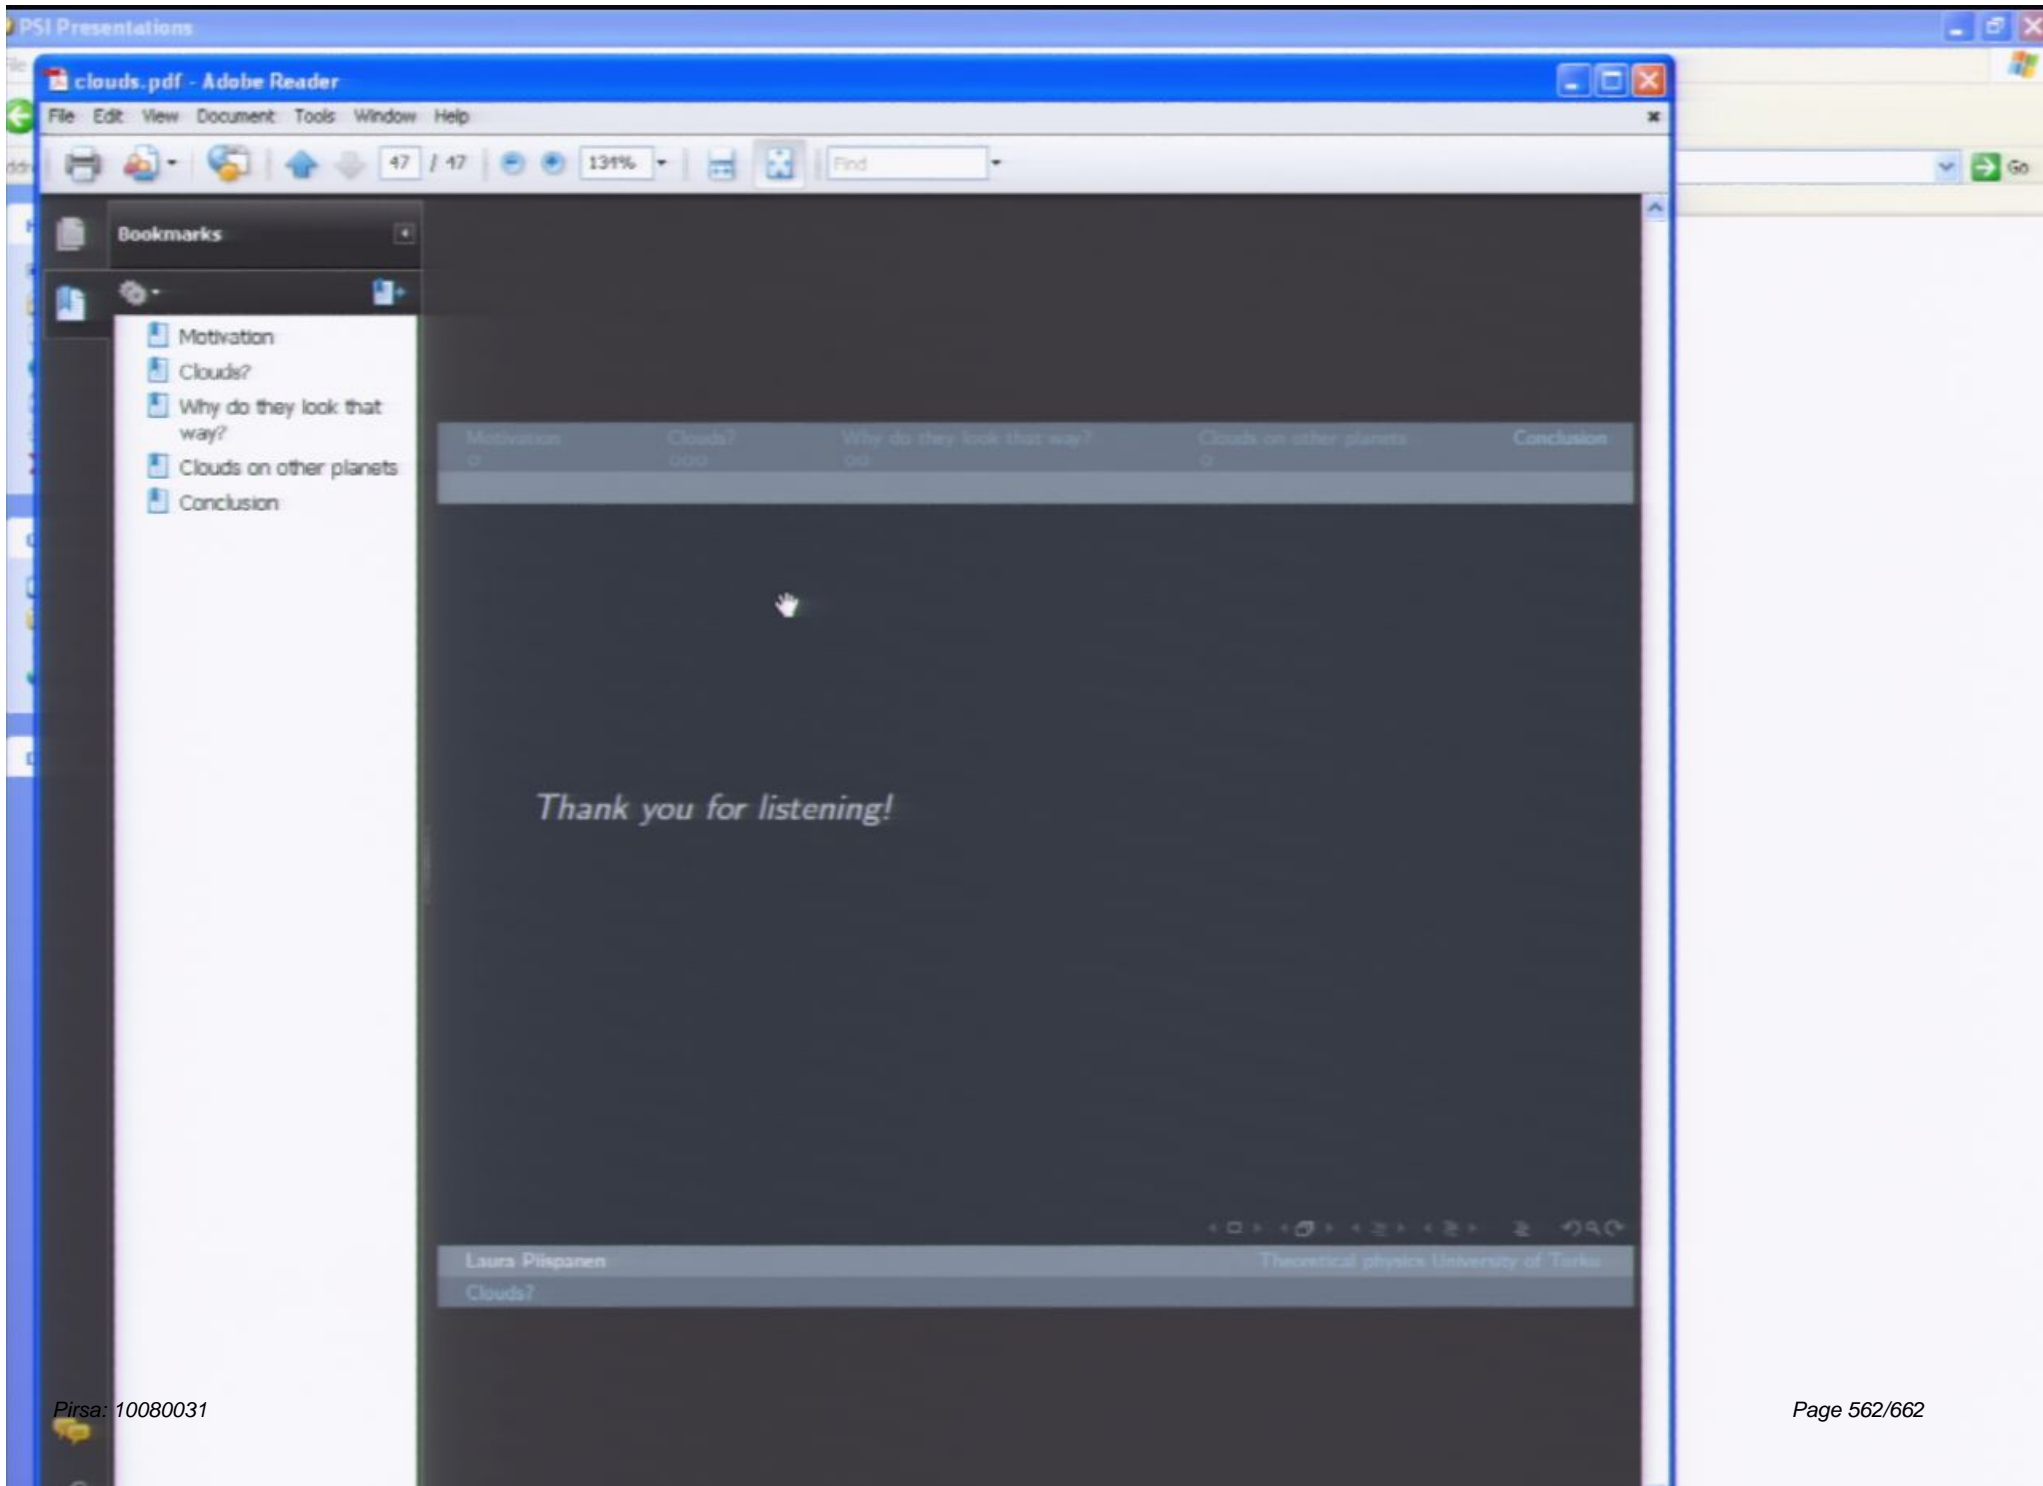 PSI Presentations
clouds.pdf - Adobe Reader
File Edit View Document Tools Window Help
47 / 47 134% Find
Go
Bookmarks
Motivation
Clouds?
Why do they look that
way?
Clouds on other planets
Conclusion
Motivation Clouds? Why do they look that way? Clouds on other planets Conclusion
Thank you for listening!
Laura Piispanen Theoretical physics University of Turku
Clouds?
Pirsa: 10080031 Page 562/662